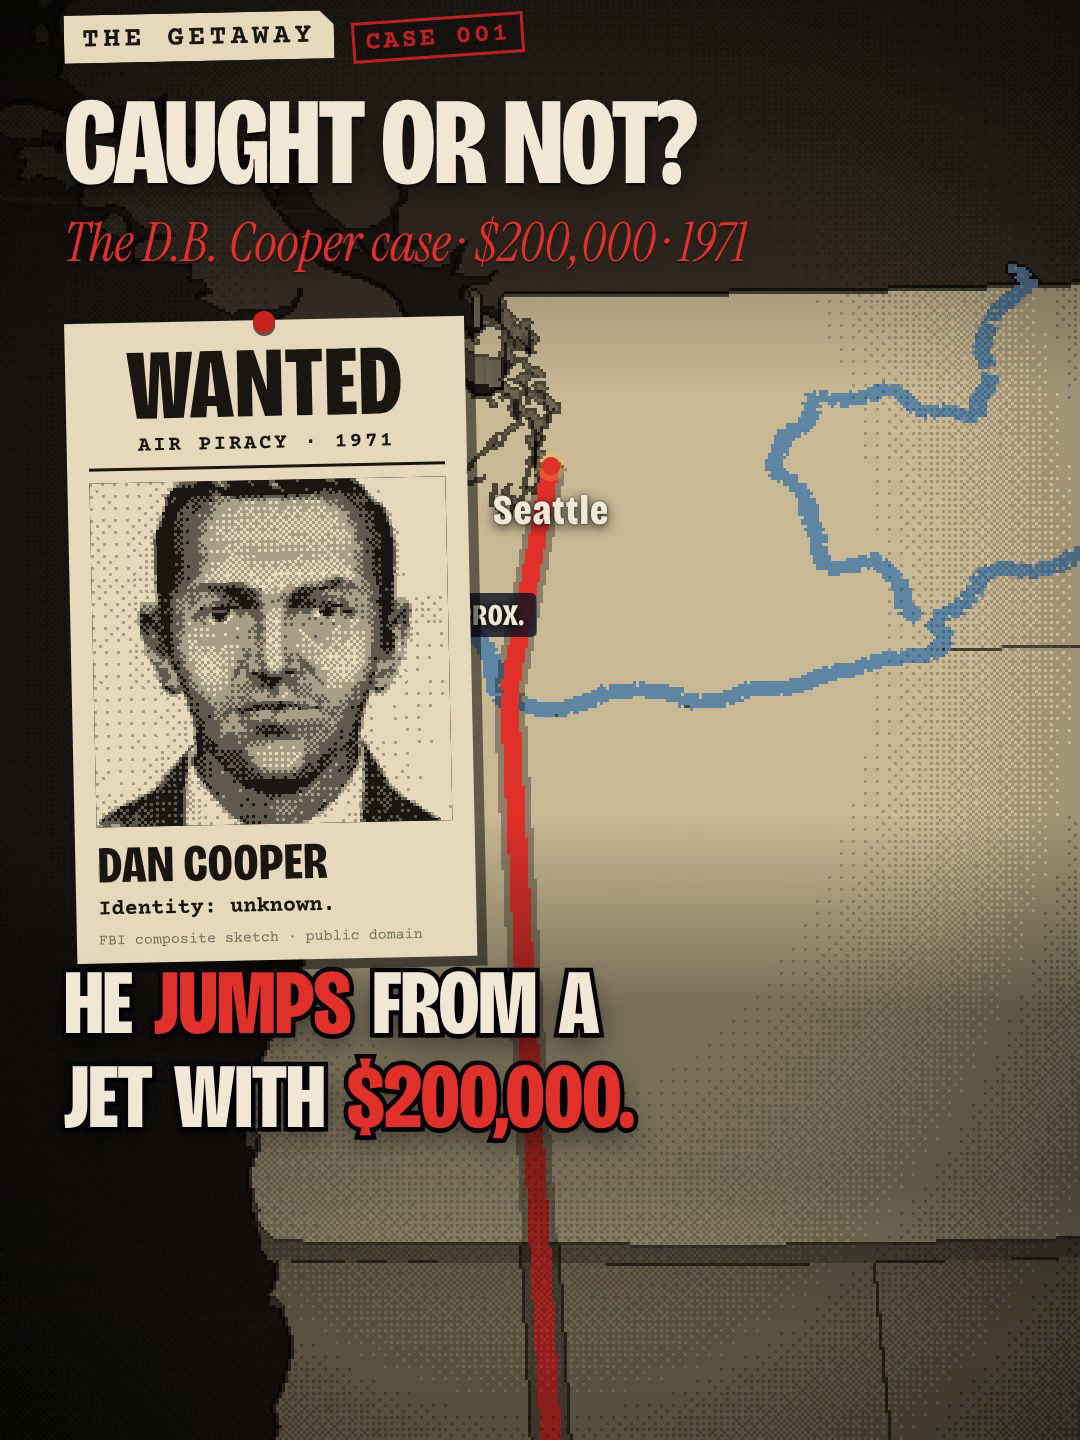 THE GETAWAY
CASE 001
CAUGHT OR NOT?
The D.B. Cooper case · $200,000 · 1971
WANTED
AIR PIRACY · 1971
Seattle
ROX.
DAN COOPER
Identity: unknown.
FBI composite sketch · public domain
HE JUMPS FROM A
JET WITH $200,000.